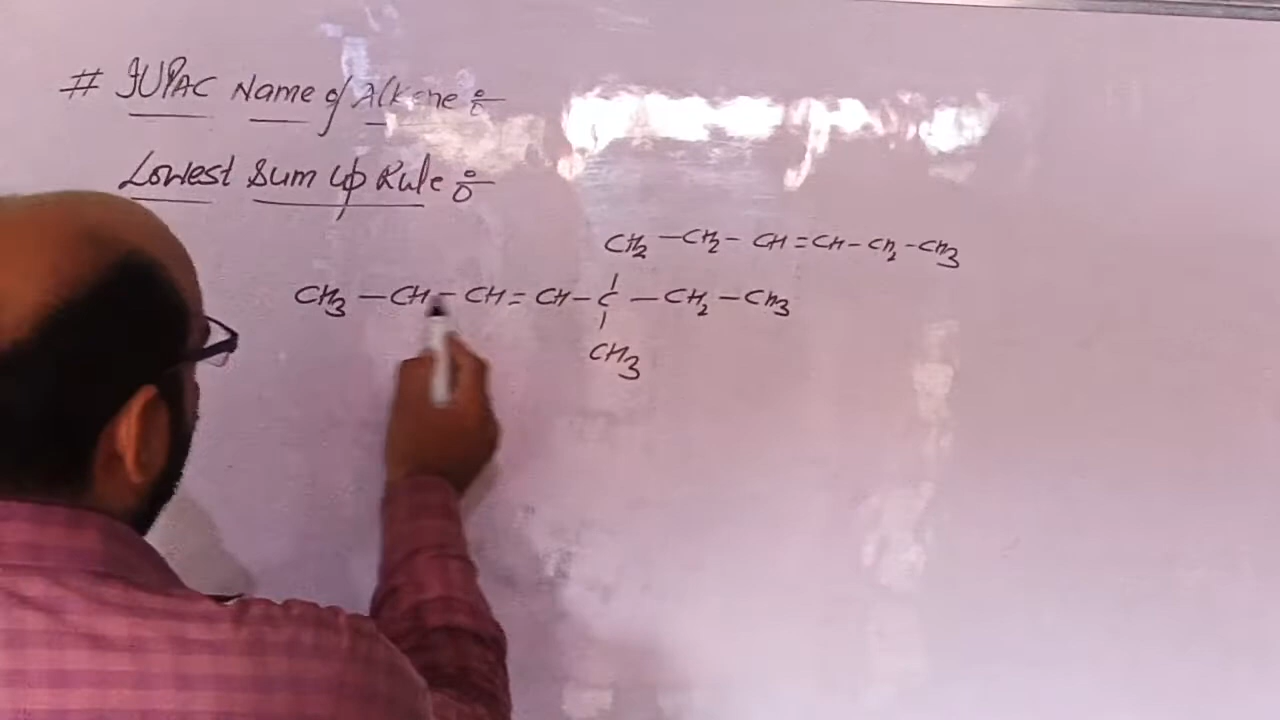 # IUPAC Name of Alkene :-
Lowest Sum Up Rule :-
CH2 – CH2 – CH = CH – CH2 – CH3
CH3 – CH – CH = CH – C – CH2 – CH3
CH3